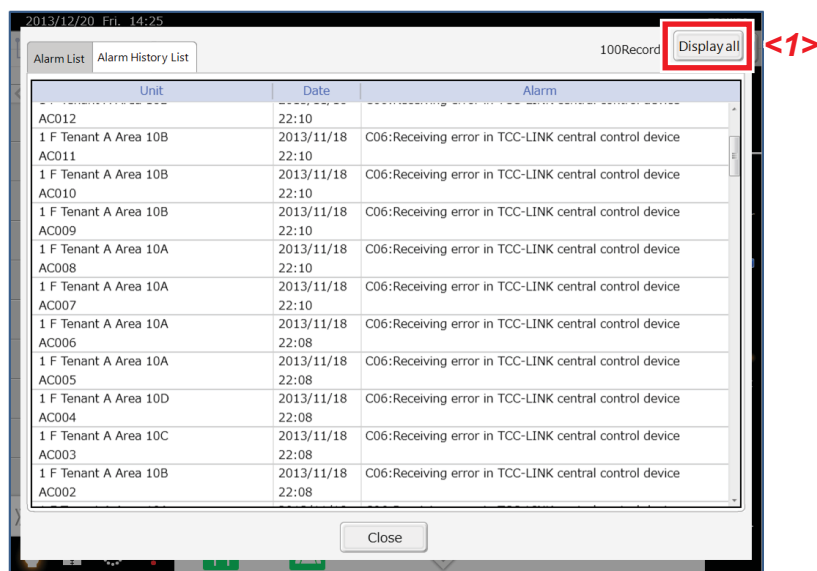 2013/12/20 Fri. 14:25
Alarm List Alarm History List 100Record Display all <1>
Unit Date Alarm
AC012 22:10
1 F Tenant A Area 10B 2013/11/18 C06:Receiving error in TCC-LINK central control device
AC011 22:10
1 F Tenant A Area 10B 2013/11/18 C06:Receiving error in TCC-LINK central control device
AC010 22:10
1 F Tenant A Area 10B 2013/11/18 C06:Receiving error in TCC-LINK central control device
AC009 22:10
1 F Tenant A Area 10A 2013/11/18 C06:Receiving error in TCC-LINK central control device
AC008 22:10
1 F Tenant A Area 10A 2013/11/18 C06:Receiving error in TCC-LINK central control device
AC007 22:10
1 F Tenant A Area 10A 2013/11/18 C06:Receiving error in TCC-LINK central control device
AC006 22:08
1 F Tenant A Area 10A 2013/11/18 C06:Receiving error in TCC-LINK central control device
AC005 22:08
1 F Tenant A Area 10D 2013/11/18 C06:Receiving error in TCC-LINK central control device
AC004 22:08
1 F Tenant A Area 10C 2013/11/18 C06:Receiving error in TCC-LINK central control device
AC003 22:08
1 F Tenant A Area 10B 2013/11/18 C06:Receiving error in TCC-LINK central control device
AC002 22:08
Close